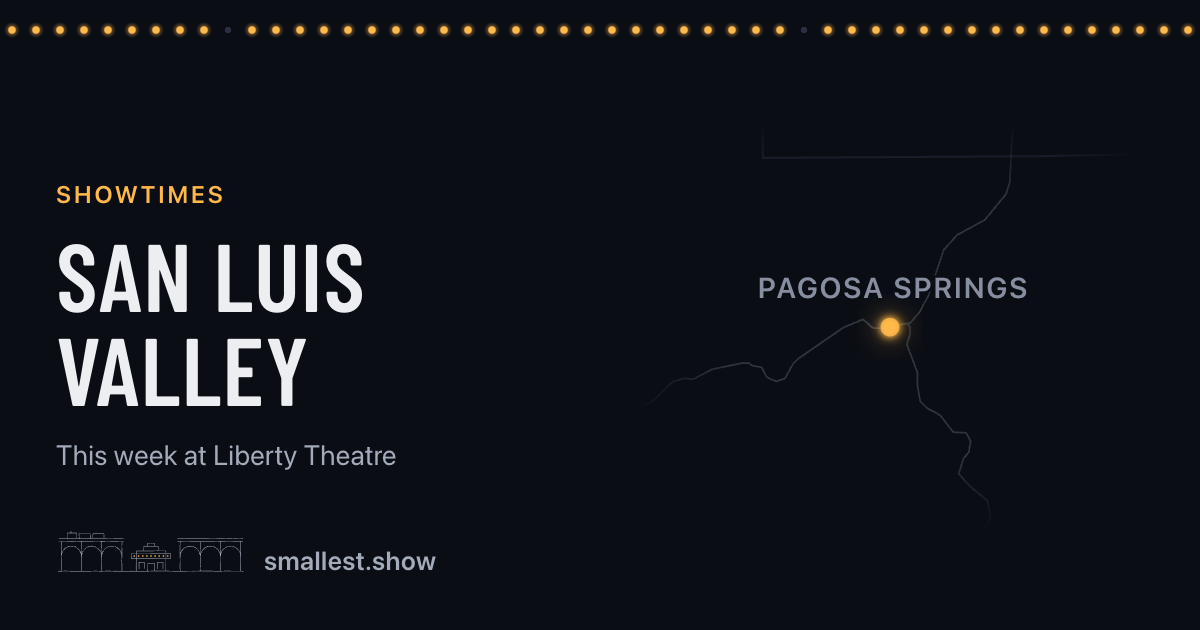 SHOWTIMES
SAN LUIS
VALLEY
This week at Liberty Theatre
smallest.show
PAGOSA SPRINGS